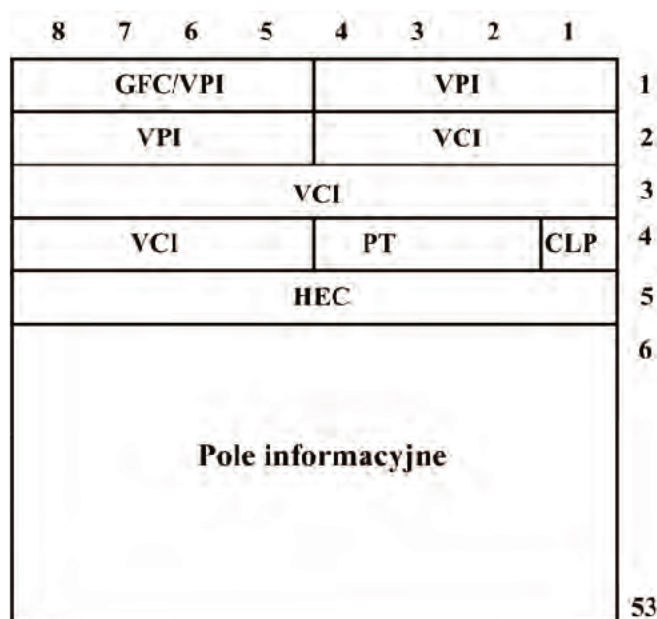 8 7 6 5 4 3 2 1
GFC/VPI VPI 1
VPI VCI 2
VCI 3
VCI PT CLP 4
HEC 5
6
Pole informacyjne
53